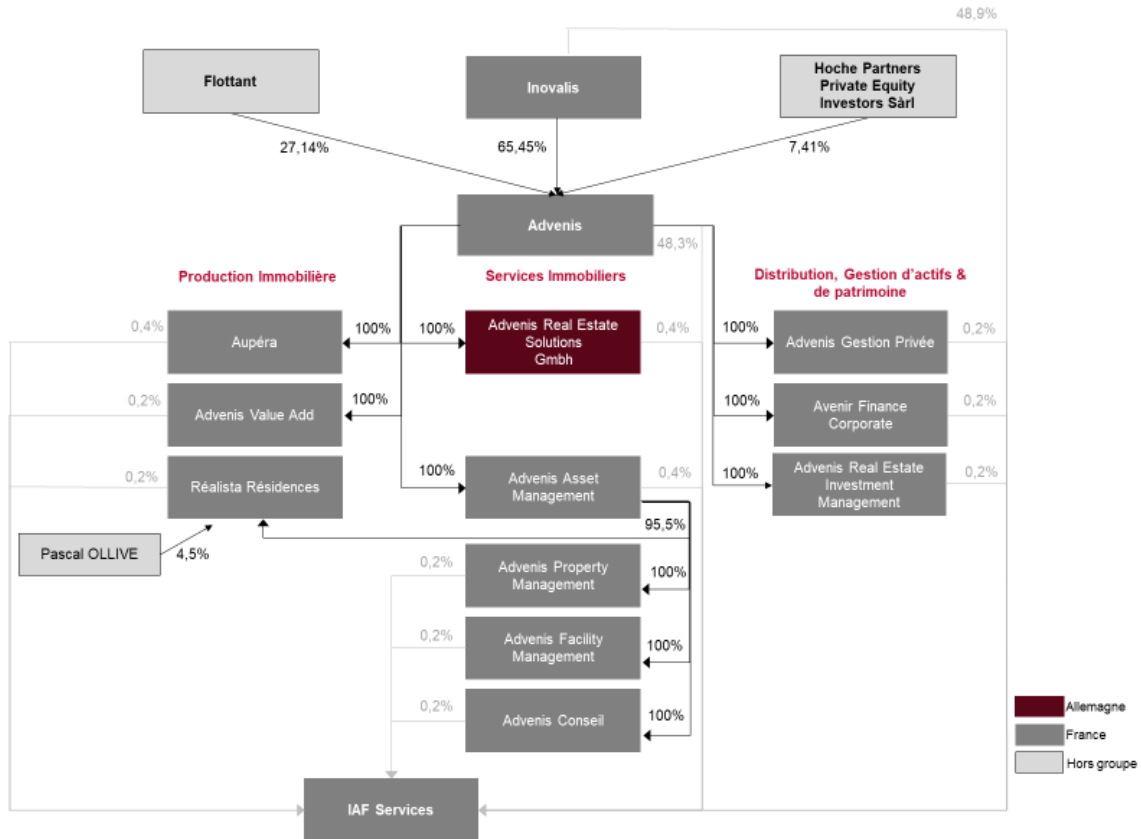 48,9%
Flottant
Inovalis
Hoche Partners
Private Equity
Investors Sàrl
27,14%
65,45%
7,41%
Advenis
48,3%
Production Immobilière
Services Immobiliers
Distribution, Gestion d'actifs &
de patrimoine
0,4%
Aupéra
100%
100%
Advenis Real Estate
Solutions
Gmbh
0,4%
100%
Advenis Gestion Privée
0,2%
0,2%
Advenis Value Add
100%
100%
Avenir Finance
Corporate
0,2%
0,2%
Réalista Résidences
100%
Advenis Asset
Management
0,4%
100%
Advenis Real Estate
Investment
Management
0,2%
95,5%
Pascal OLLIVE
4,5%
0,2%
Advenis Property
Management
100%
0,2%
Advenis Facility
Management
100%
0,2%
Advenis Conseil
100%
Allemagne
France
Hors groupe
IAF Services